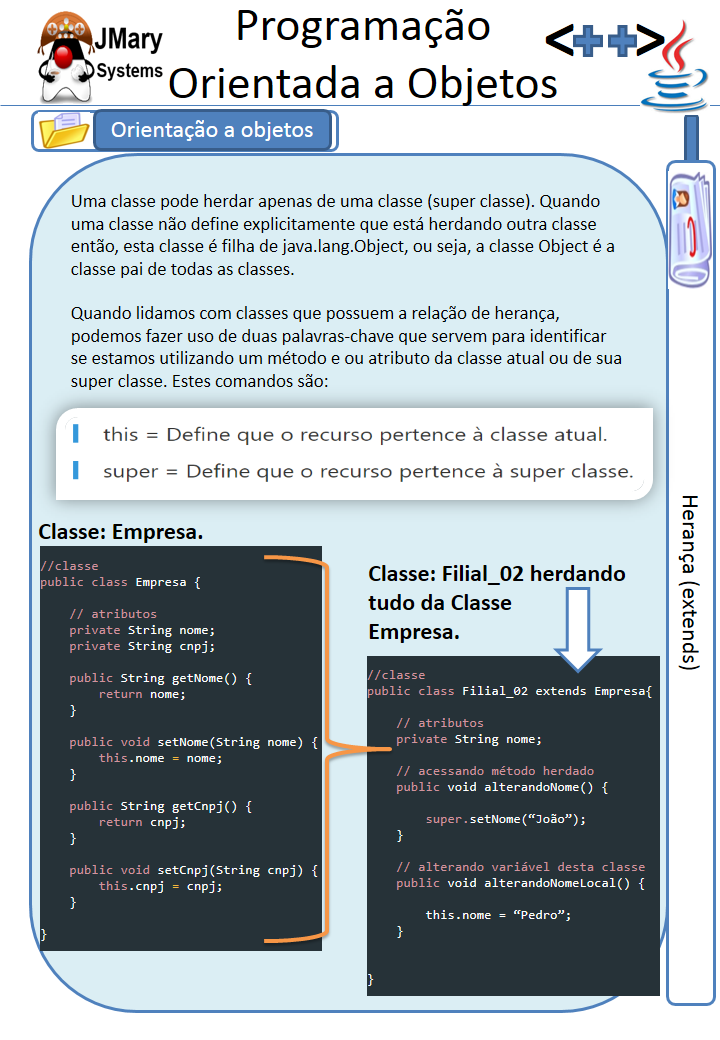 JMary
Systems
Programação
Orientada a Objetos
<++>
Orientação a objetos
Uma classe pode herdar apenas de uma classe (super classe). Quando
uma classe não define explicitamente que está herdando outra classe
então, esta classe é filha de java.lang.Object, ou seja, a classe Object é a
classe pai de todas as classes.
Quando lidamos com classes que possuem a relação de herança,
podemos fazer uso de duas palavras-chave que servem para identificar
se estamos utilizando um método e ou atributo da classe atual ou de sua
super classe. Estes comandos são:
this = Define que o recurso pertence à classe atual.
super = Define que o recurso pertence à super classe.
Classe: Empresa.
//classe
public class Empresa {
// atributos
private String nome;
private String cnpj;
public String getNome() {
return nome;
}
public void setNome(String nome) {
this.nome = nome;
}
public String getCnpj() {
return cnpj;
}
public void setCnpj(String cnpj) {
this.cnpj = cnpj;
}
}
Classe: Filial_02 herdando
tudo da Classe
Empresa.
//classe
public class Filial_02 extends Empresa{
// atributos
private String nome;
// acessando método herdado
public void alterandoNome() {
super.setNome(“João”);
}
// alterando variável desta classe
public void alterandoNomeLocal() {
this.nome = “Pedro”;
}
}
Herança (extends)